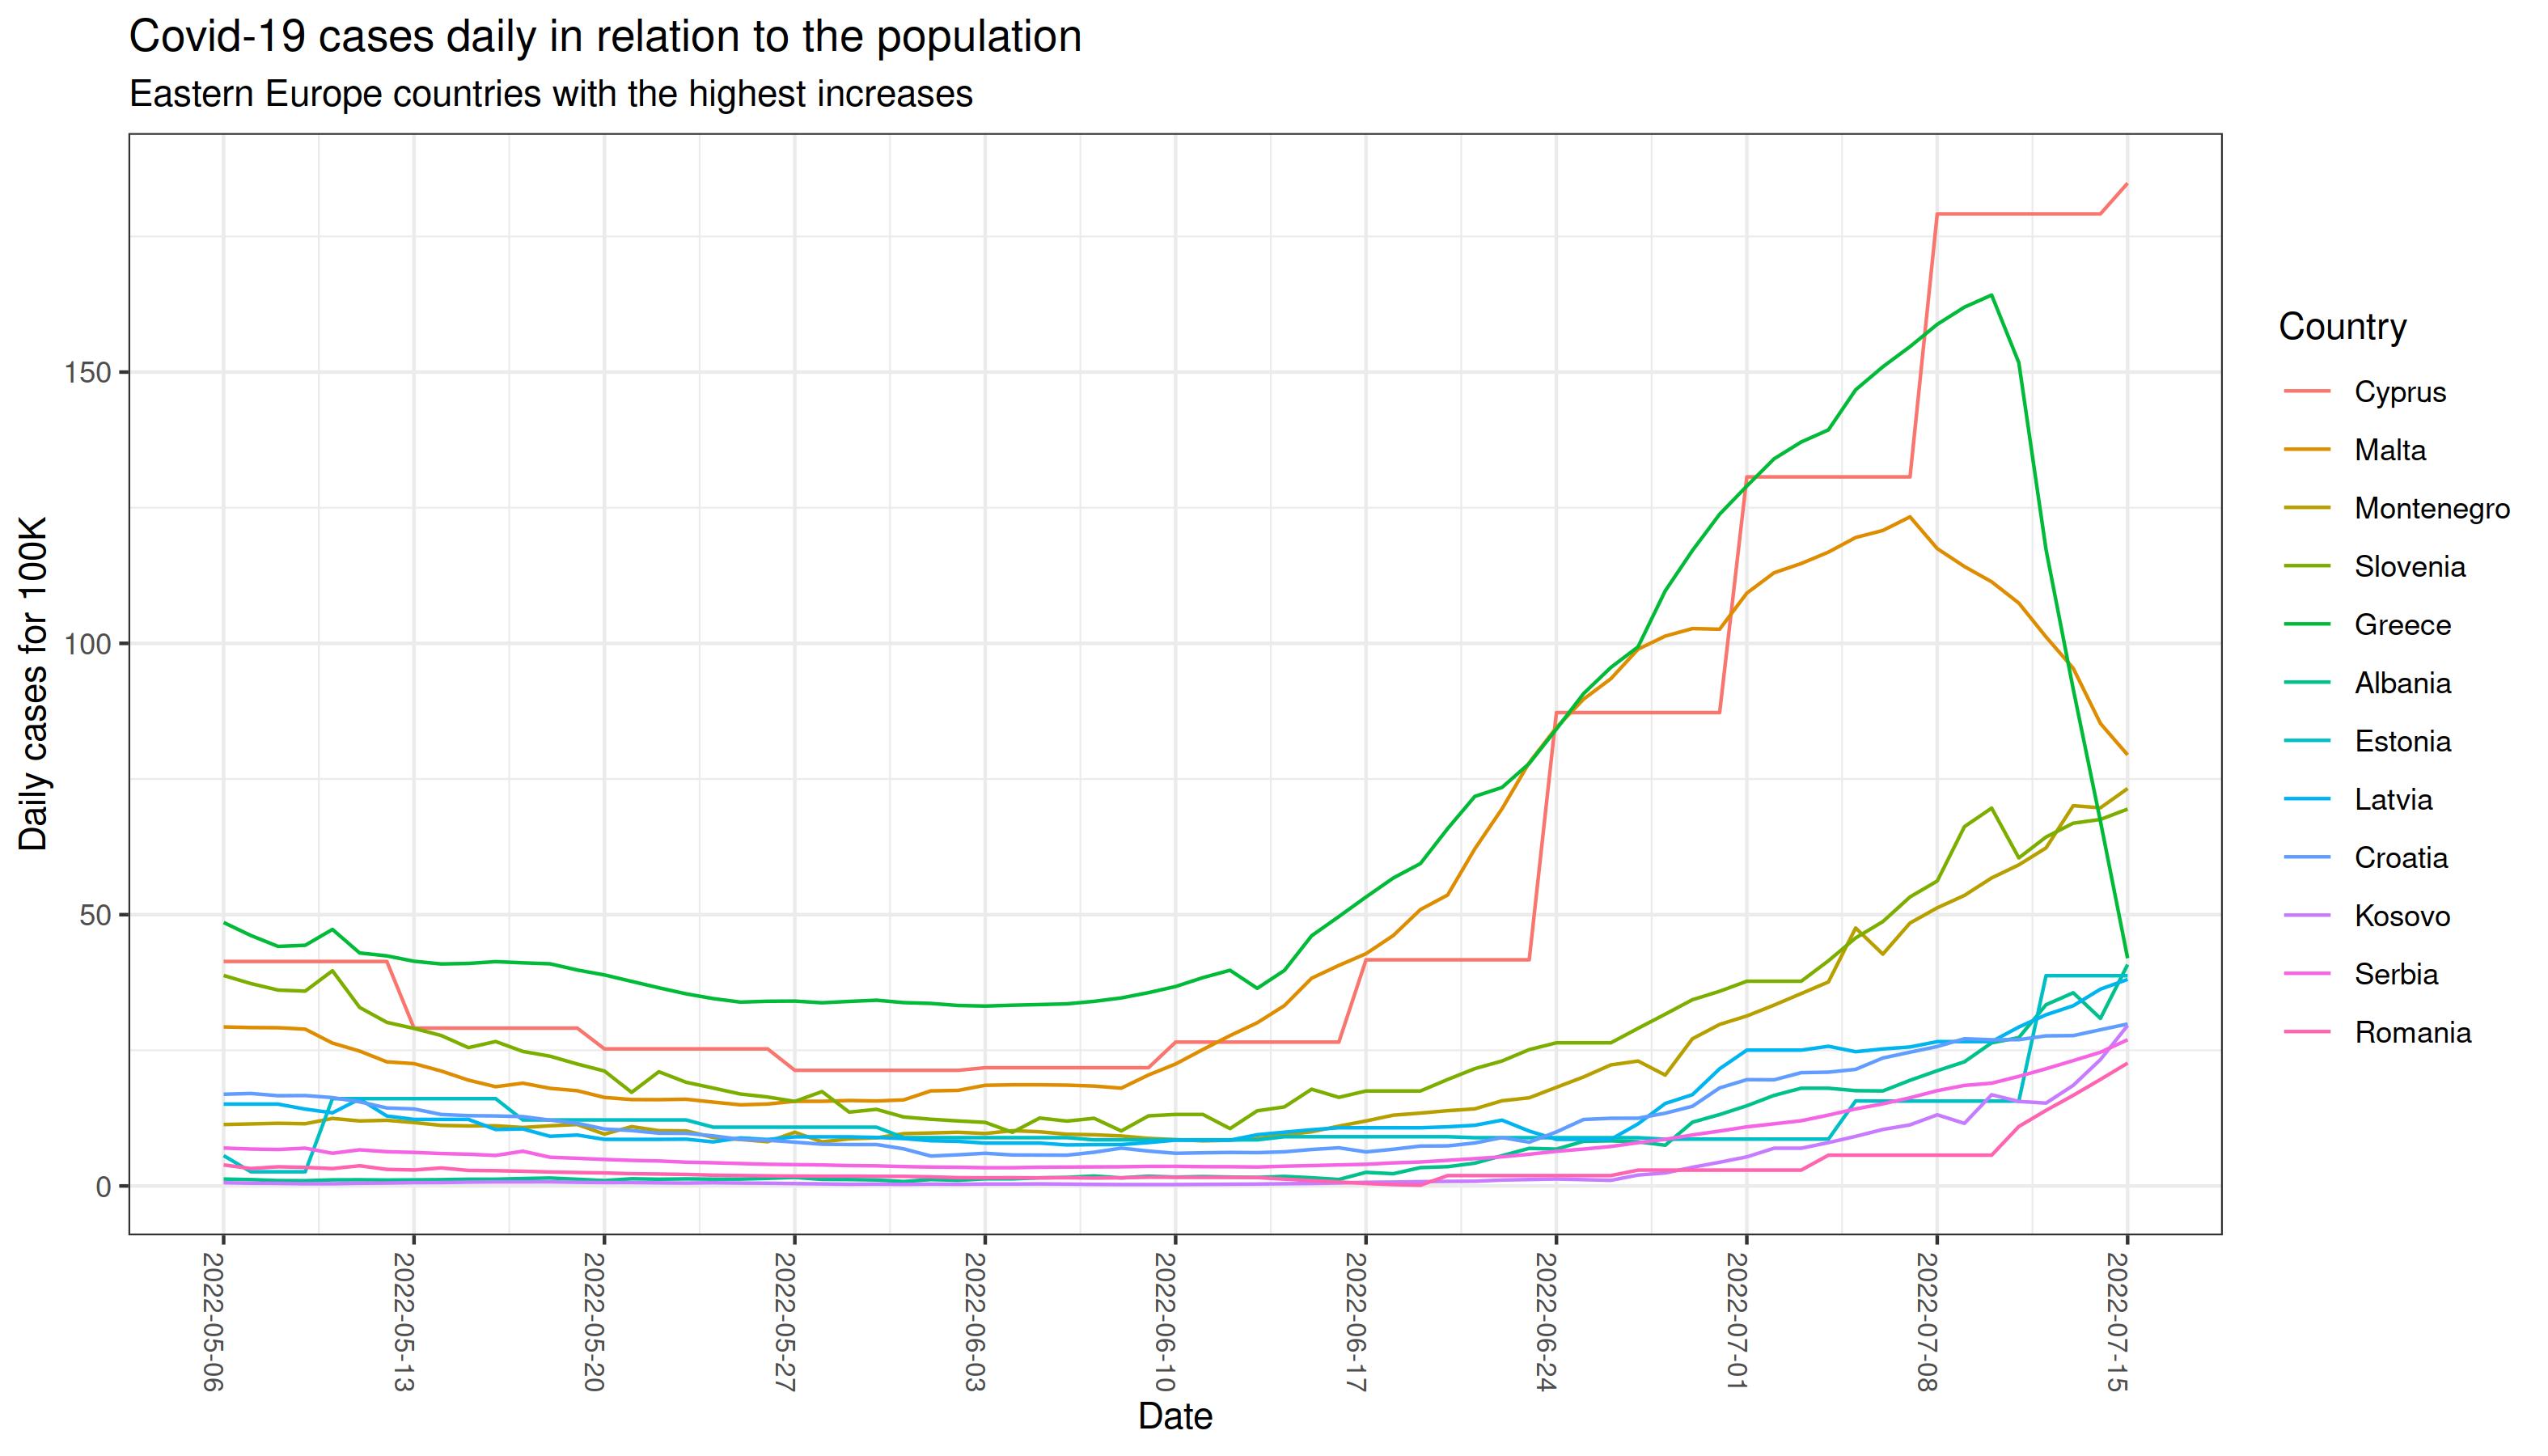 Covid-19 cases daily in relation to the population
Eastern Europe countries with the highest increases
Daily cases for 100K
150
100
50
0
2022-05-06
2022-05-13
2022-05-20
2022-05-27
2022-06-03
2022-06-10
2022-06-17
2022-06-24
2022-07-01
2022-07-08
2022-07-15
Date
Country
Cyprus
Malta
Montenegro
Slovenia
Greece
Albania
Estonia
Latvia
Croatia
Kosovo
Serbia
Romania